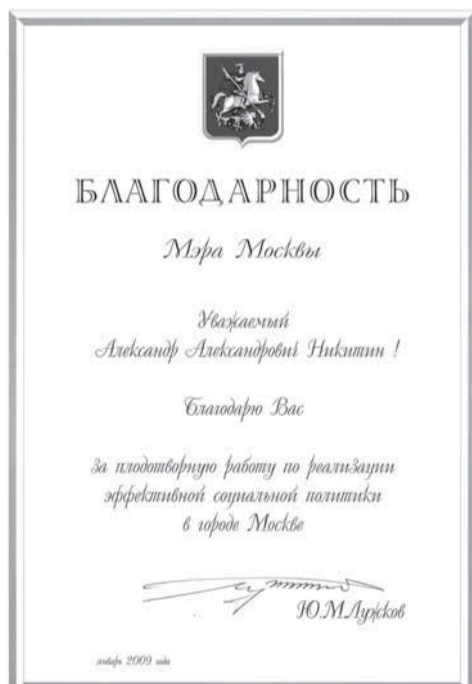 БЛАГОДАРНОСТЬ
Мэра Москвы
Уважаемый
Александр Александрович Никитин !
Благодарю Вас
за плодотворную работу по реализации
эффективной социальной политики
в городе Москве
Ю.М.Лужков
январь 2009 года